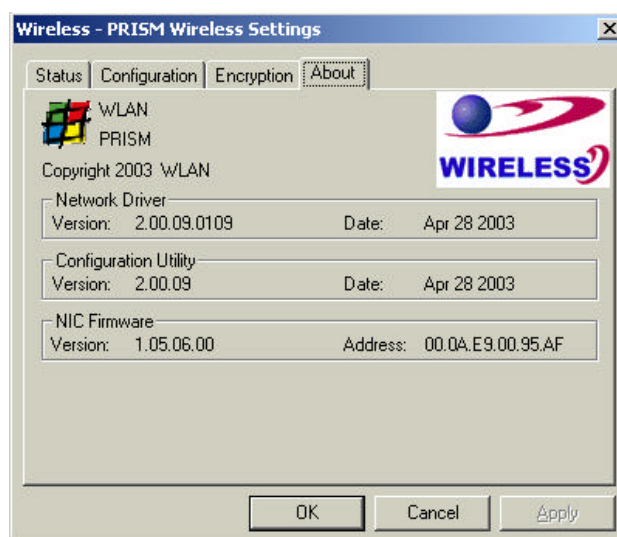 Wireless - PRISM Wireless Settings
Status Configuration Encryption About
WLAN
PRISM
Copyright 2003 WLAN
WIRELESS
Network Driver
Version: 2.00.09.0109 Date: Apr 28 2003
Configuration Utility
Version: 2.00.09 Date: Apr 28 2003
NIC Firmware
Version: 1.05.06.00 Address: 00.0A.E9.00.95.AF
OK Cancel Apply